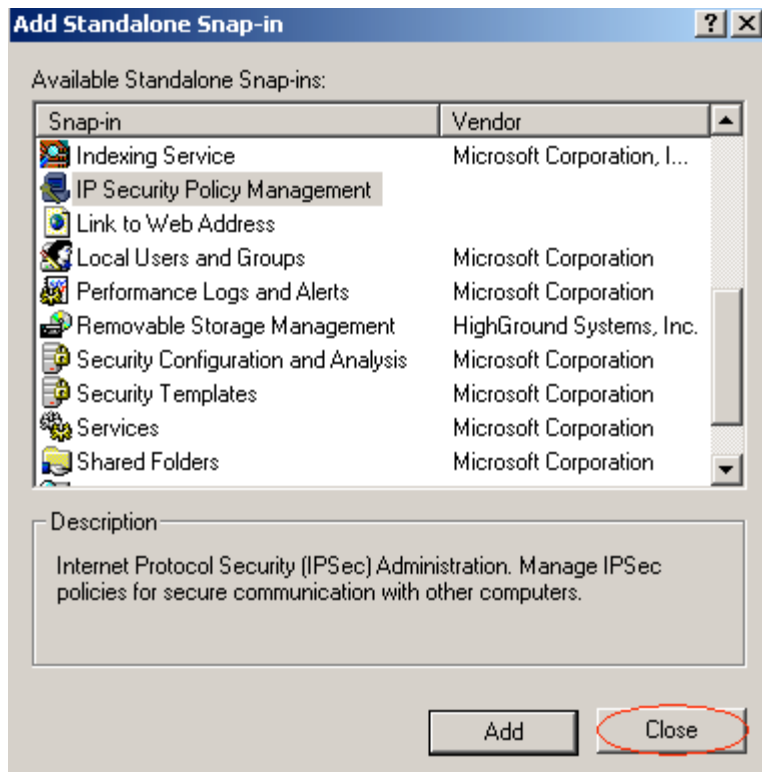 Add Standalone Snap-in
Available Standalone Snap-ins:
Snap-in Vendor
Indexing Service Microsoft Corporation, I...
IP Security Policy Management
Link to Web Address
Local Users and Groups Microsoft Corporation
Performance Logs and Alerts Microsoft Corporation
Removable Storage Management HighGround Systems, Inc.
Security Configuration and Analysis Microsoft Corporation
Security Templates Microsoft Corporation
Services Microsoft Corporation
Shared Folders Microsoft Corporation
Description
Internet Protocol Security (IPSec) Administration. Manage IPSec
policies for secure communication with other computers.
Add Close